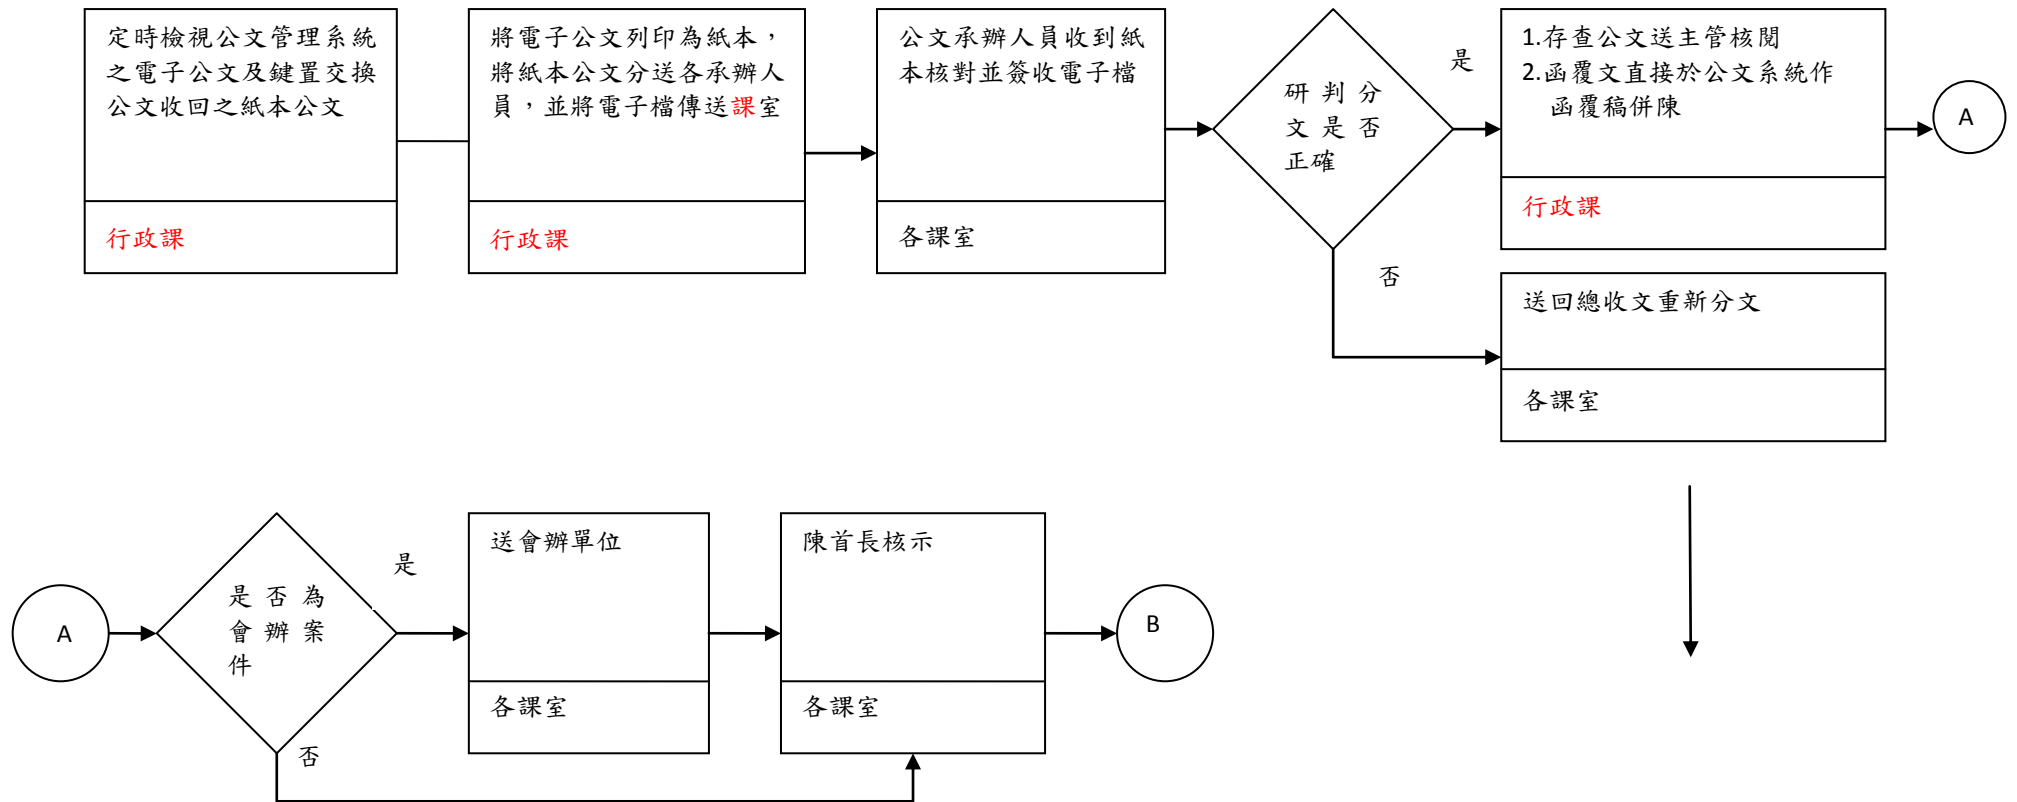 定時檢視公文管理系統
之電子公文及鍵置交換
公文收回之紙本公文
行政課
將電子公文列印為紙本，
將紙本公文分送各承辦人
員，並將電子檔傳送課室
行政課
公文承辦人員收到紙
本核對並簽收電子檔
各課室
研判分
文是否
正確
是
否
1.存查公文送主管核閱
2.函覆文直接於公文系統作
函覆稿併陳
行政課
A
送回總收文重新分文
各課室
A
是否為
會辦案
件
是
否
送會辦單位
各課室
陳首長核示
各課室
B